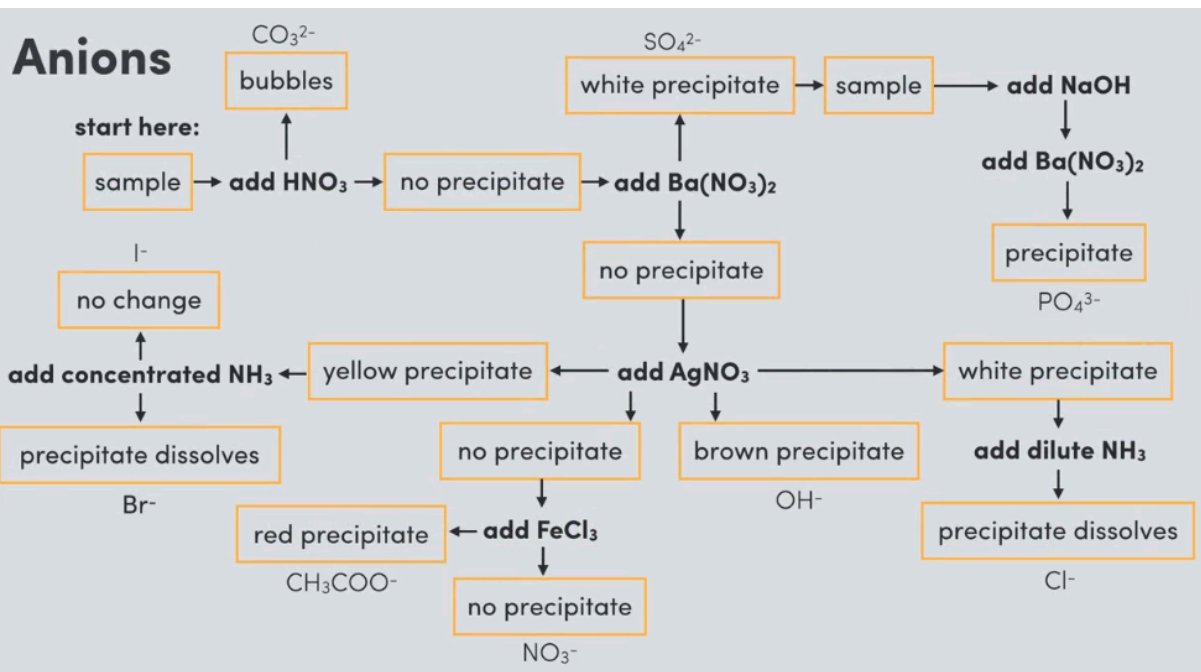 Anions
CO₃²⁻
bubbles
start here:
sample
add HNO₃
no precipitate
add Ba(NO₃)₂
SO₄²⁻
white precipitate
sample
add NaOH
add Ba(NO₃)₂
precipitate
PO₄³⁻
no precipitate
I-
no change
add concentrated NH₃
yellow precipitate
add AgNO₃
white precipitate
precipitate dissolves
Br-
no precipitate
brown precipitate
OH-
add dilute NH₃
precipitate dissolves
Cl-
red precipitate
add FeCl₃
CH₃COO-
no precipitate
NO₃-